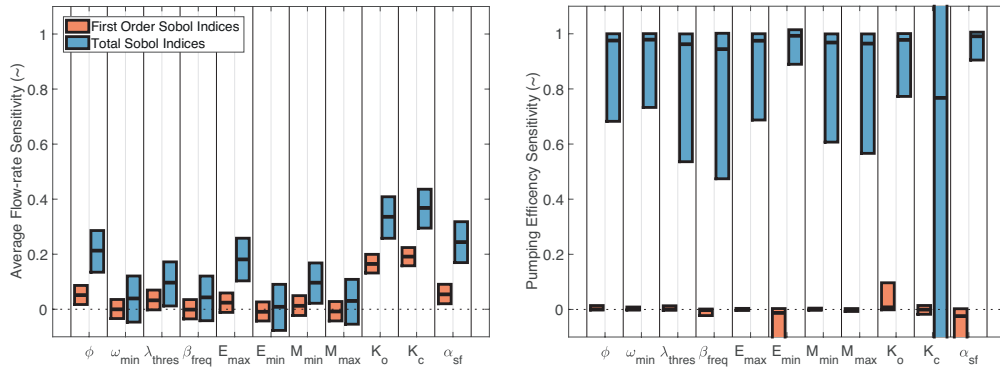 First Order Sobol Indices
Total Sobol Indices
Average Flow-rate Sensitivity (~)
1
0.8
0.6
0.4
0.2
0
ϕ ω_min λ_thres β_freq E_max E_min M_min M_max K_o K_c α_sf
Pumping Efficency Sensitivity (~)
1
0.8
0.6
0.4
0.2
0
ϕ ω_min λ_thres β_freq E_max E_min M_min M_max K_o K_c α_sf